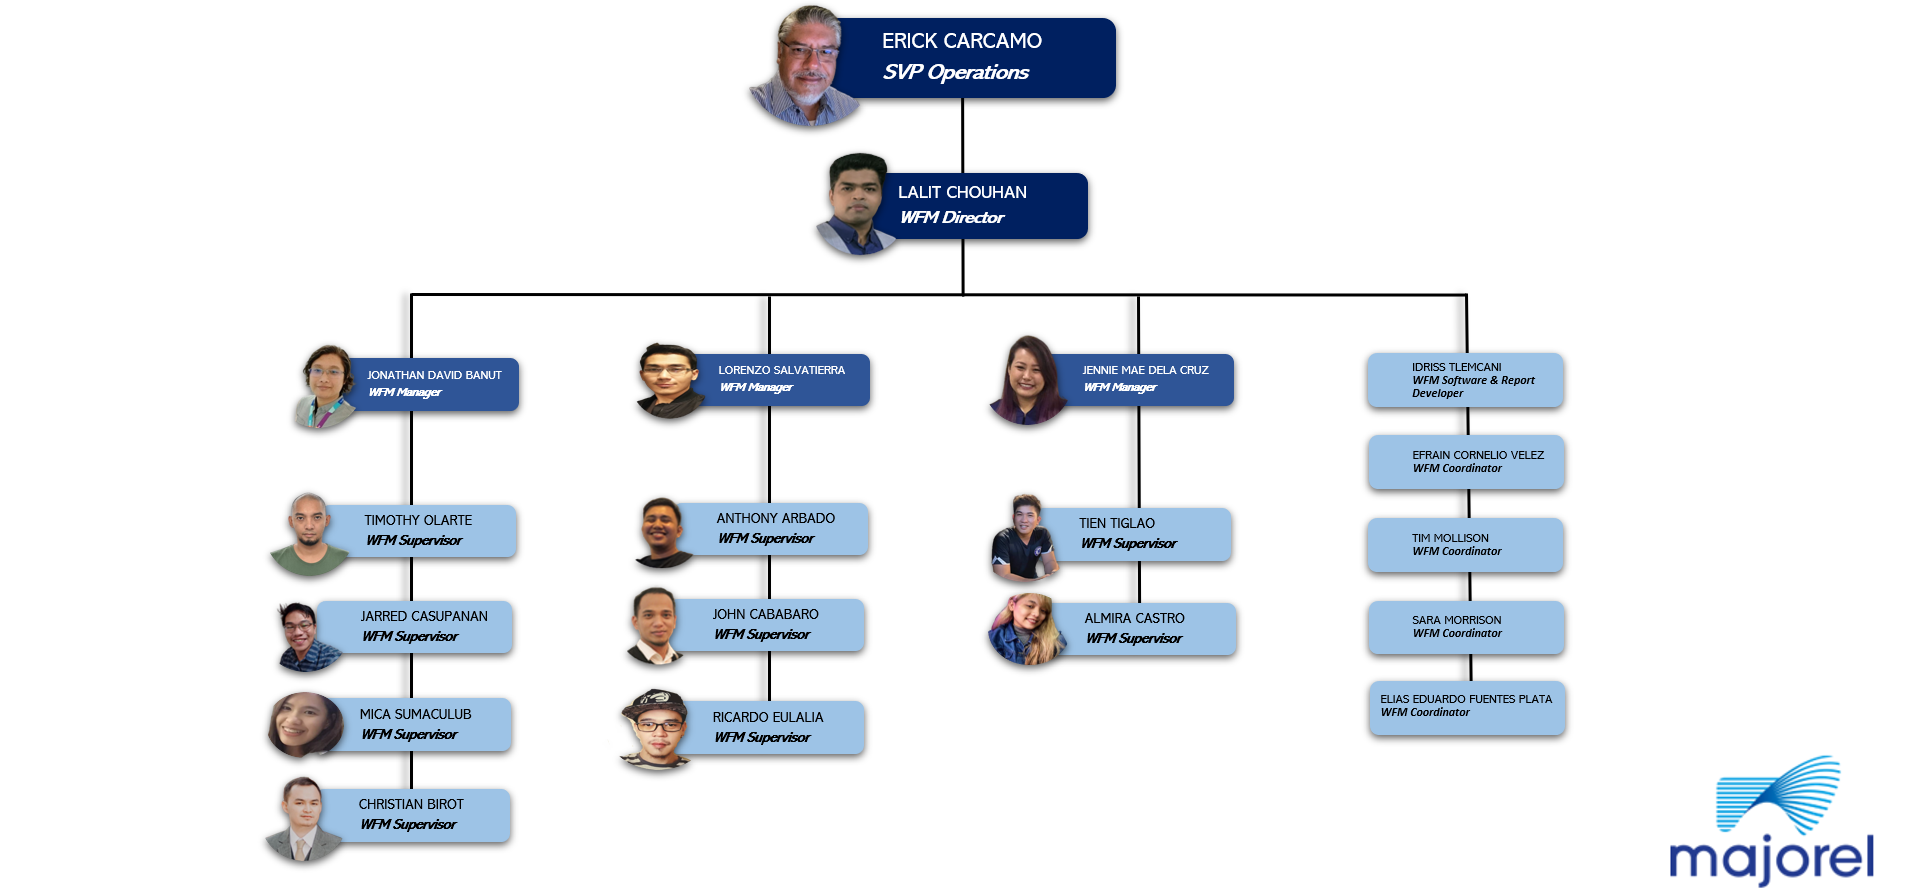 ERICK CARCAMO
SVP Operations
LALIT CHOUHAN
WFM Director
JONATHAN DAVID BANUT
WFM Manager
TIMOTHY OLARTE
WFM Supervisor
JARRED CASUPANAN
WFM Supervisor
MICA SUMACULUB
WFM Supervisor
CHRISTIAN BIROT
WFM Supervisor
LORENZO SALVATIERRA
WFM Manager
ANTHONY ARBADO
WFM Supervisor
JOHN CABABARO
WFM Supervisor
RICARDO EULALIA
WFM Supervisor
JENNIE MAE DELA CRUZ
WFM Manager
TIEN TIGLAO
WFM Supervisor
ALMIRA CASTRO
WFM Supervisor
IDRISS TLEMCANI
WFM Software & Report
Developer
EFRAIN CORNELIO VELEZ
WFM Coordinator
TIM MOLLISON
WFM Coordinator
SARA MORRISON
WFM Coordinator
ELIAS EDUARDO FUENTES PLATA
WFM Coordinator
majorel